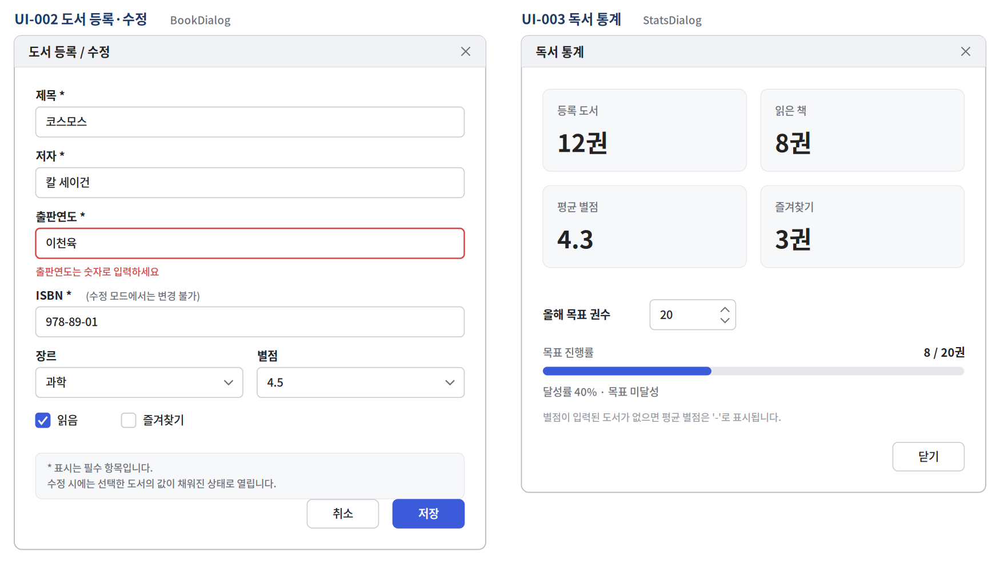 UI-002 도서 등록·수정 BookDialog
도서 등록 / 수정
제목 *
코스모스
저자 *
칼 세이건
출판연도 *
이천육
출판연도는 숫자로 입력하세요
ISBN * (수정 모드에서는 변경 불가)
978-89-01
장르 별점
과학 4.5
읽음 즐겨찾기
* 표시는 필수 항목입니다.
수정 시에는 선택한 도서의 값이 채워진 상태로 열립니다.
취소 저장
UI-003 독서 통계 StatsDialog
독서 통계
등록 도서 읽은 책
12권 8권
평균 별점 즐겨찾기
4.3 3권
올해 목표 권수 20
목표 진행률 8 / 20권
달성률 40% · 목표 미달성
별점이 입력된 도서가 없으면 평균 별점은 '-'로 표시됩니다.
닫기